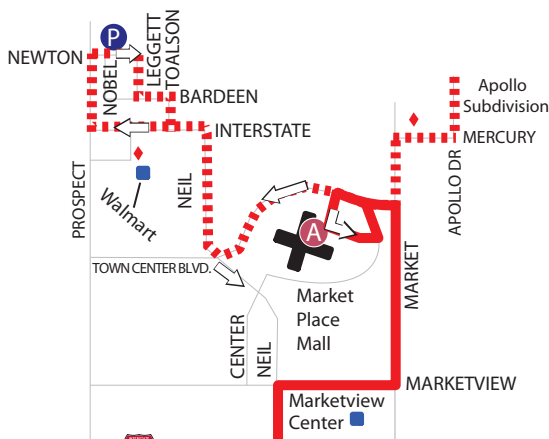 P
NEWTON
NOBEL
LEGGETT
TOALSON
BARDEEN
INTERSTATE
Apollo
Subdivision
MERCURY
APOLLO DR
PROSPECT
Walmart
NEIL
A
TOWN CENTER BLVD.
Market
Place
Mall
MARKET
CENTER
NEIL
MARKETVIEW
Marketview
Center